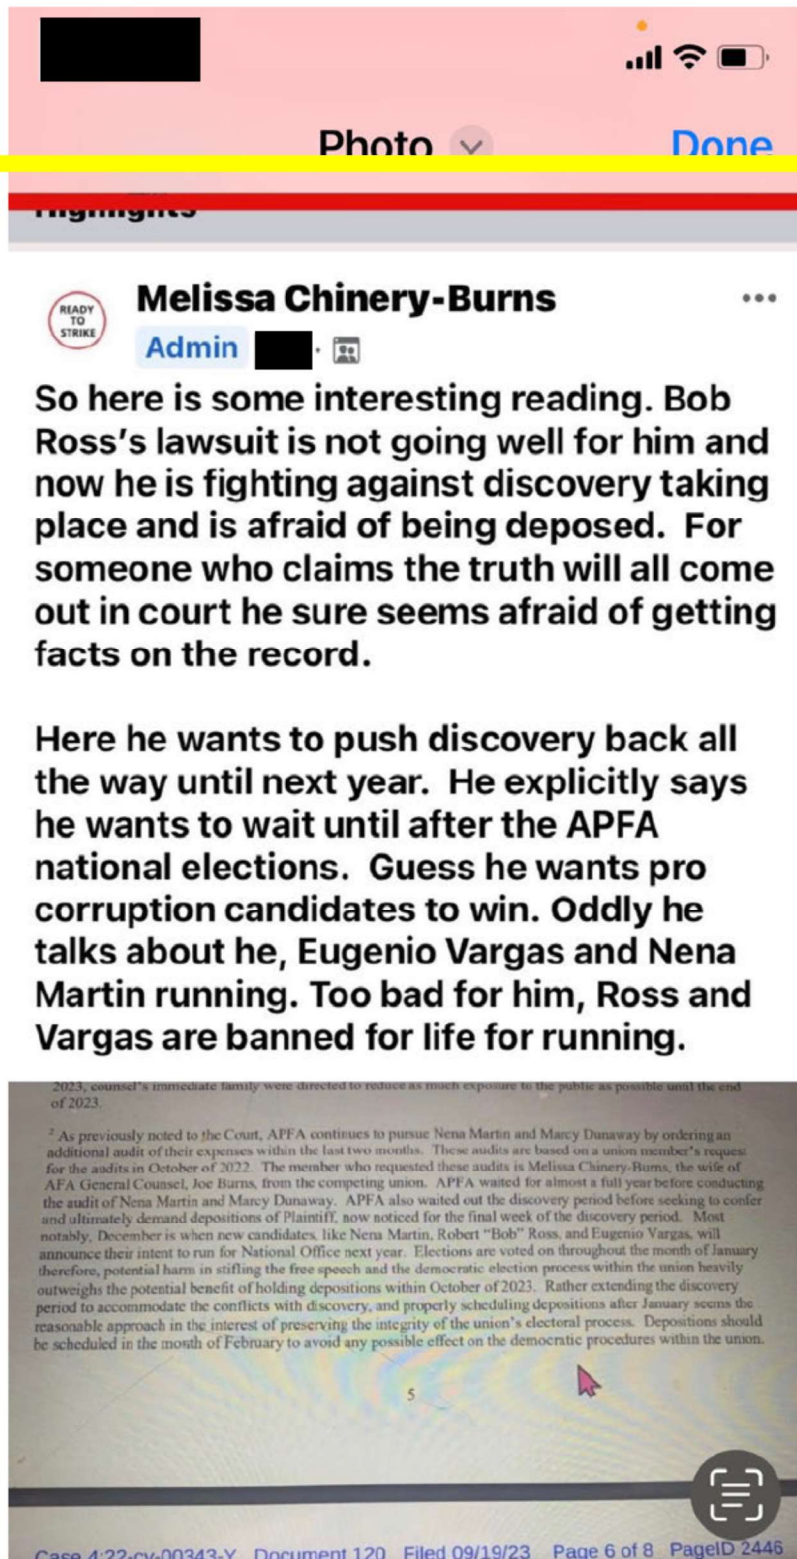 Photo
Done
Highlights
READY
TO
STRIKE
Melissa Chinery-Burns
Admin
So here is some interesting reading. Bob
Ross's lawsuit is not going well for him and
now he is fighting against discovery taking
place and is afraid of being deposed. For
someone who claims the truth will all come
out in court he sure seems afraid of getting
facts on the record.
Here he wants to push discovery back all
the way until next year. He explicitly says
he wants to wait until after the APFA
national elections. Guess he wants pro
corruption candidates to win. Oddly he
talks about he, Eugenio Vargas and Nena
Martin running. Too bad for him, Ross and
Vargas are banned for life for running.
2023, counsel's immediate family were directed to reduce as much exposure to the public as possible until the end
of 2023.
2 As previously noted to the Court, APFA continues to pursue Nena Martin and Marcy Dunaway by ordering an
additional audit of their expenses within the last two months. These audits are based on a union member's request
for the audits in October of 2022. The member who requested these audits is Melissa Chinery-Burns, the wife of
AFA General Counsel, Joe Burns, from the competing union. APFA waited for almost a full year before conducting
the audit of Nena Martin and Marcy Dunaway. APFA also waited out the discovery period before seeking to confer
and ultimately demand depositions of Plaintiff, now noticed for the final week of the discovery period. Most
notably, December is when new candidates, like Nena Martin, Robert "Bob" Ross, and Eugenio Vargas, will
announce their intent to run for National Office next year. Elections are voted on throughout the month of January
therefore, potential harm in stifling the free speech and the democratic election process within the union heavily
outweighs the potential benefit of holding depositions within October of 2023. Rather extending the discovery
period to accommodate the conflicts with discovery, and properly scheduling depositions after January seems the
reasonable approach in the interest of preserving the integrity of the union's electoral process. Depositions should
be scheduled in the month of February to avoid any possible effect on the democratic procedures within the union.
5
Case 4:22-cv-00343-Y Document 120 Filed 09/19/23 Page 6 of 8 PageID 2446